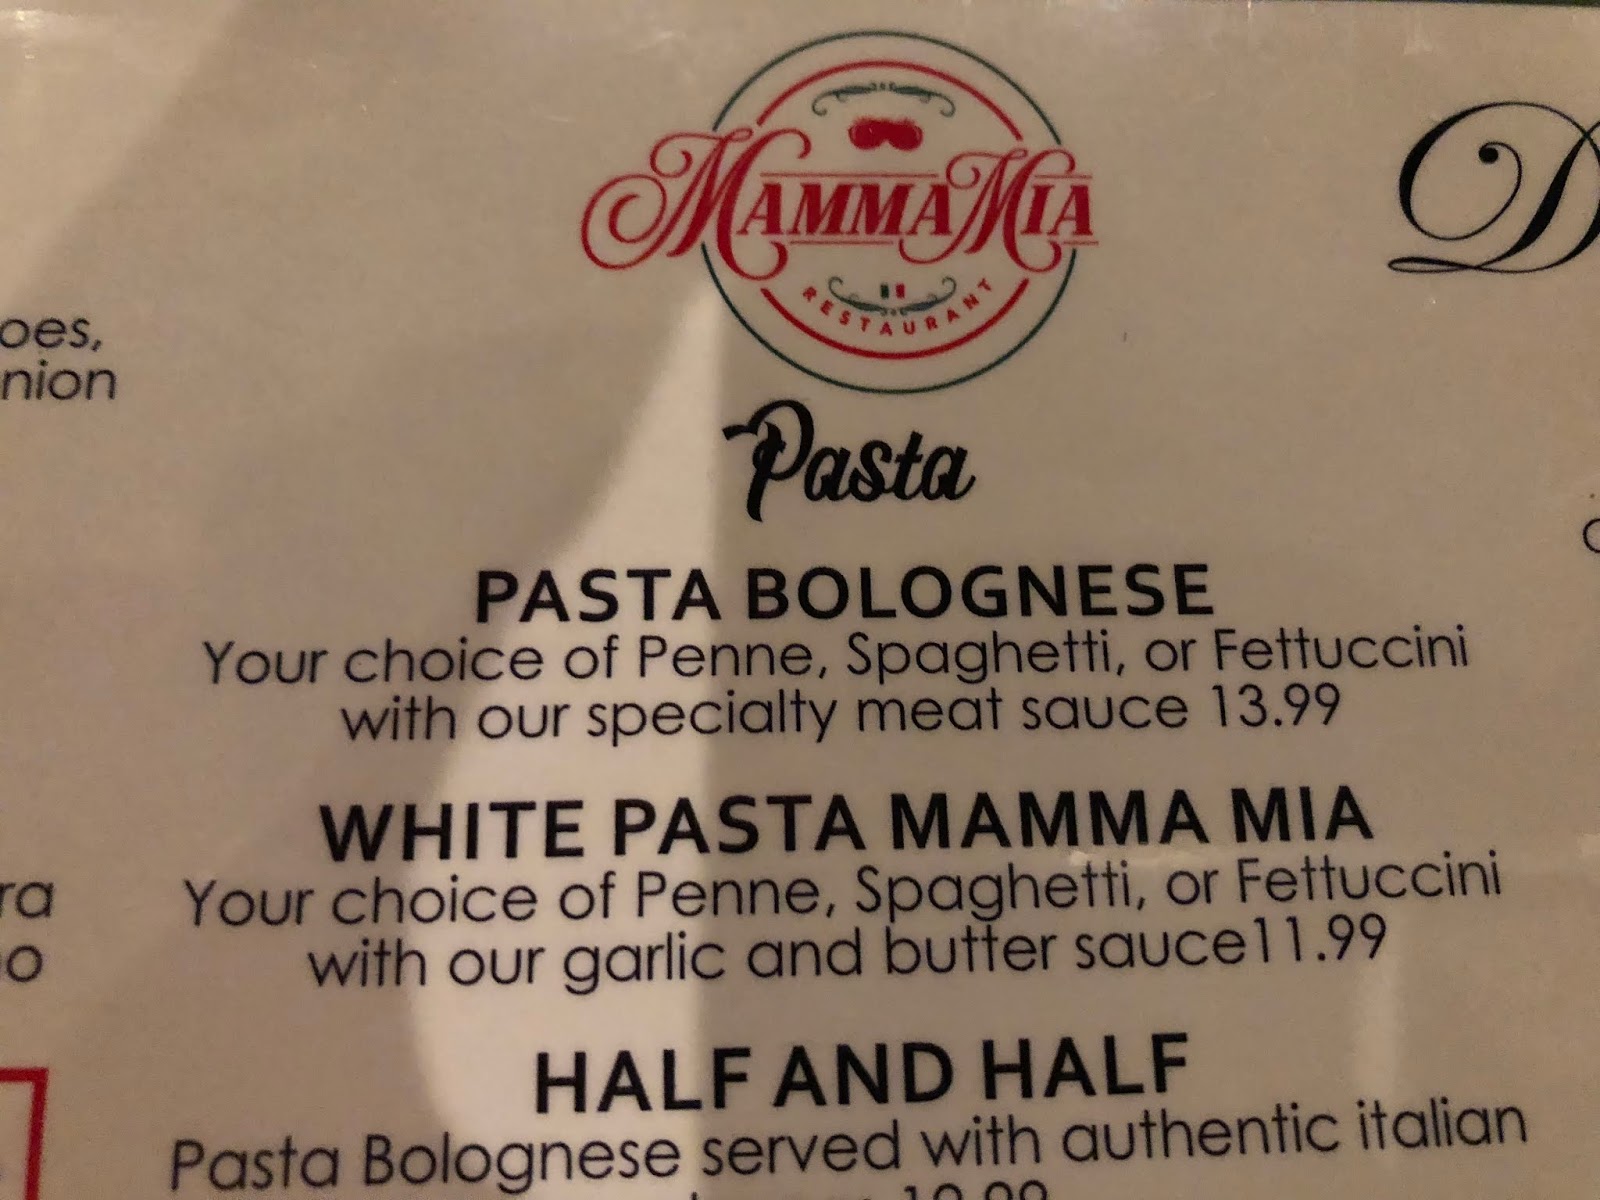 MAMMA MIA
RESTAURANT
Pasta
PASTA BOLOGNESE
Your choice of Penne, Spaghetti, or Fettuccini
with our specialty meat sauce 13.99
WHITE PASTA MAMMA MIA
Your choice of Penne, Spaghetti, or Fettuccini
with our garlic and butter sauce11.99
HALF AND HALF
Pasta Bolognese served with authentic italian
oes,
nion
ra
D